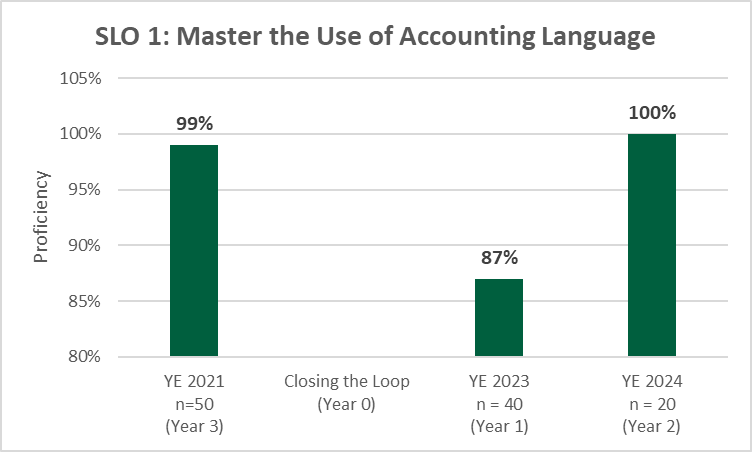 SLO 1: Master the Use of Accounting Language
105%
100%
95%
90%
85%
80%
Proficiency
99%
87%
100%
YE 2021
n=50
(Year 3)
Closing the Loop
(Year 0)
YE 2023
n = 40
(Year 1)
YE 2024
n = 20
(Year 2)